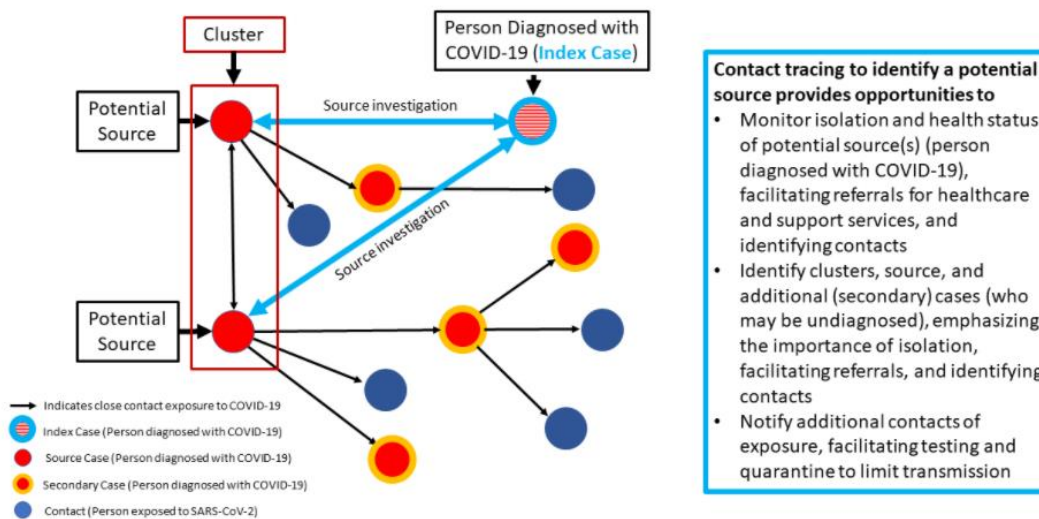 Cluster
Person Diagnosed with
COVID-19 (Index Case)
Potential
Source
Source investigation
Source investigation
Potential
Source
Indicates close contact exposure to COVID-19
Index Case (Person diagnosed with COVID-19)
Source Case (Person diagnosed with COVID-19)
Secondary Case (Person diagnosed with COVID-19)
Contact (Person exposed to SARS-CoV-2)
Contact tracing to identify a potential
source provides opportunities to
• Monitor isolation and health status
of potential source(s) (person
diagnosed with COVID-19),
facilitating referrals for healthcare
and support services, and
identifying contacts
• Identify clusters, source, and
additional (secondary) cases (who
may be undiagnosed), emphasizing
the importance of isolation,
facilitating referrals, and identifying
contacts
• Notify additional contacts of
exposure, facilitating testing and
quarantine to limit transmission